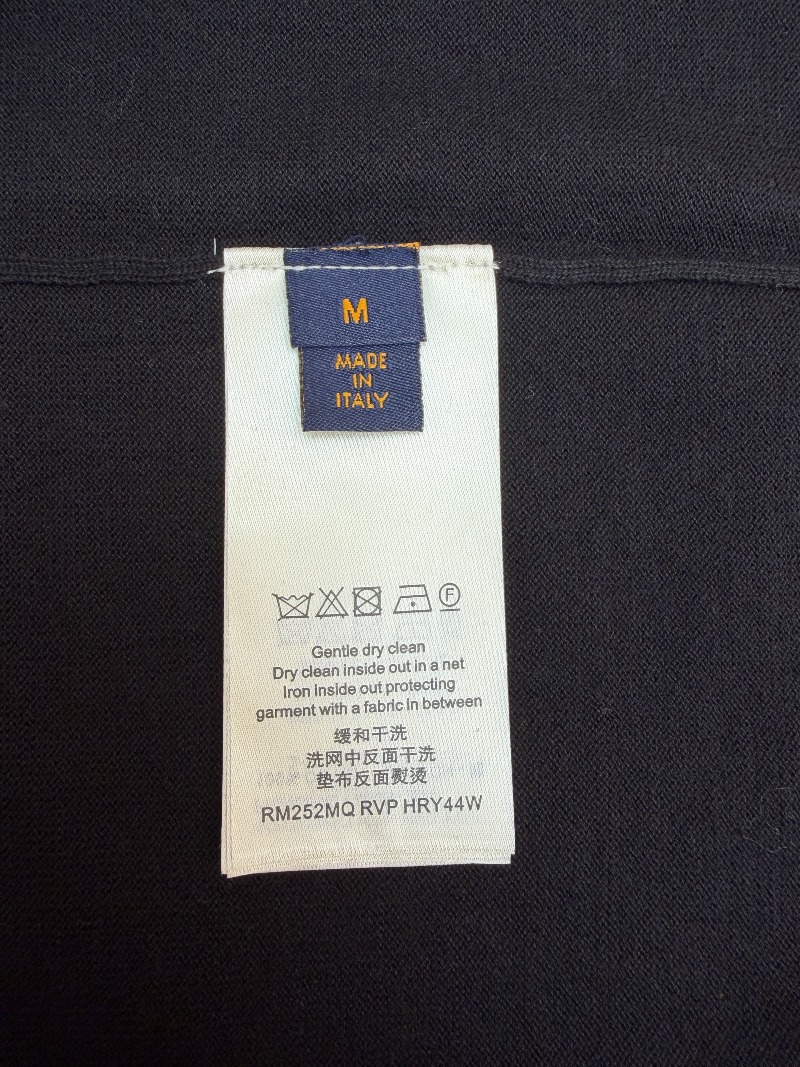 M
MADE
IN
ITALY
F
Gentle dry clean
Dry clean inside out in a net
Iron inside out protecting
garment with a fabric in between
缓和干洗
洗网中反面干洗
垫布反面熨烫
RM252MQ RVP HRY44W